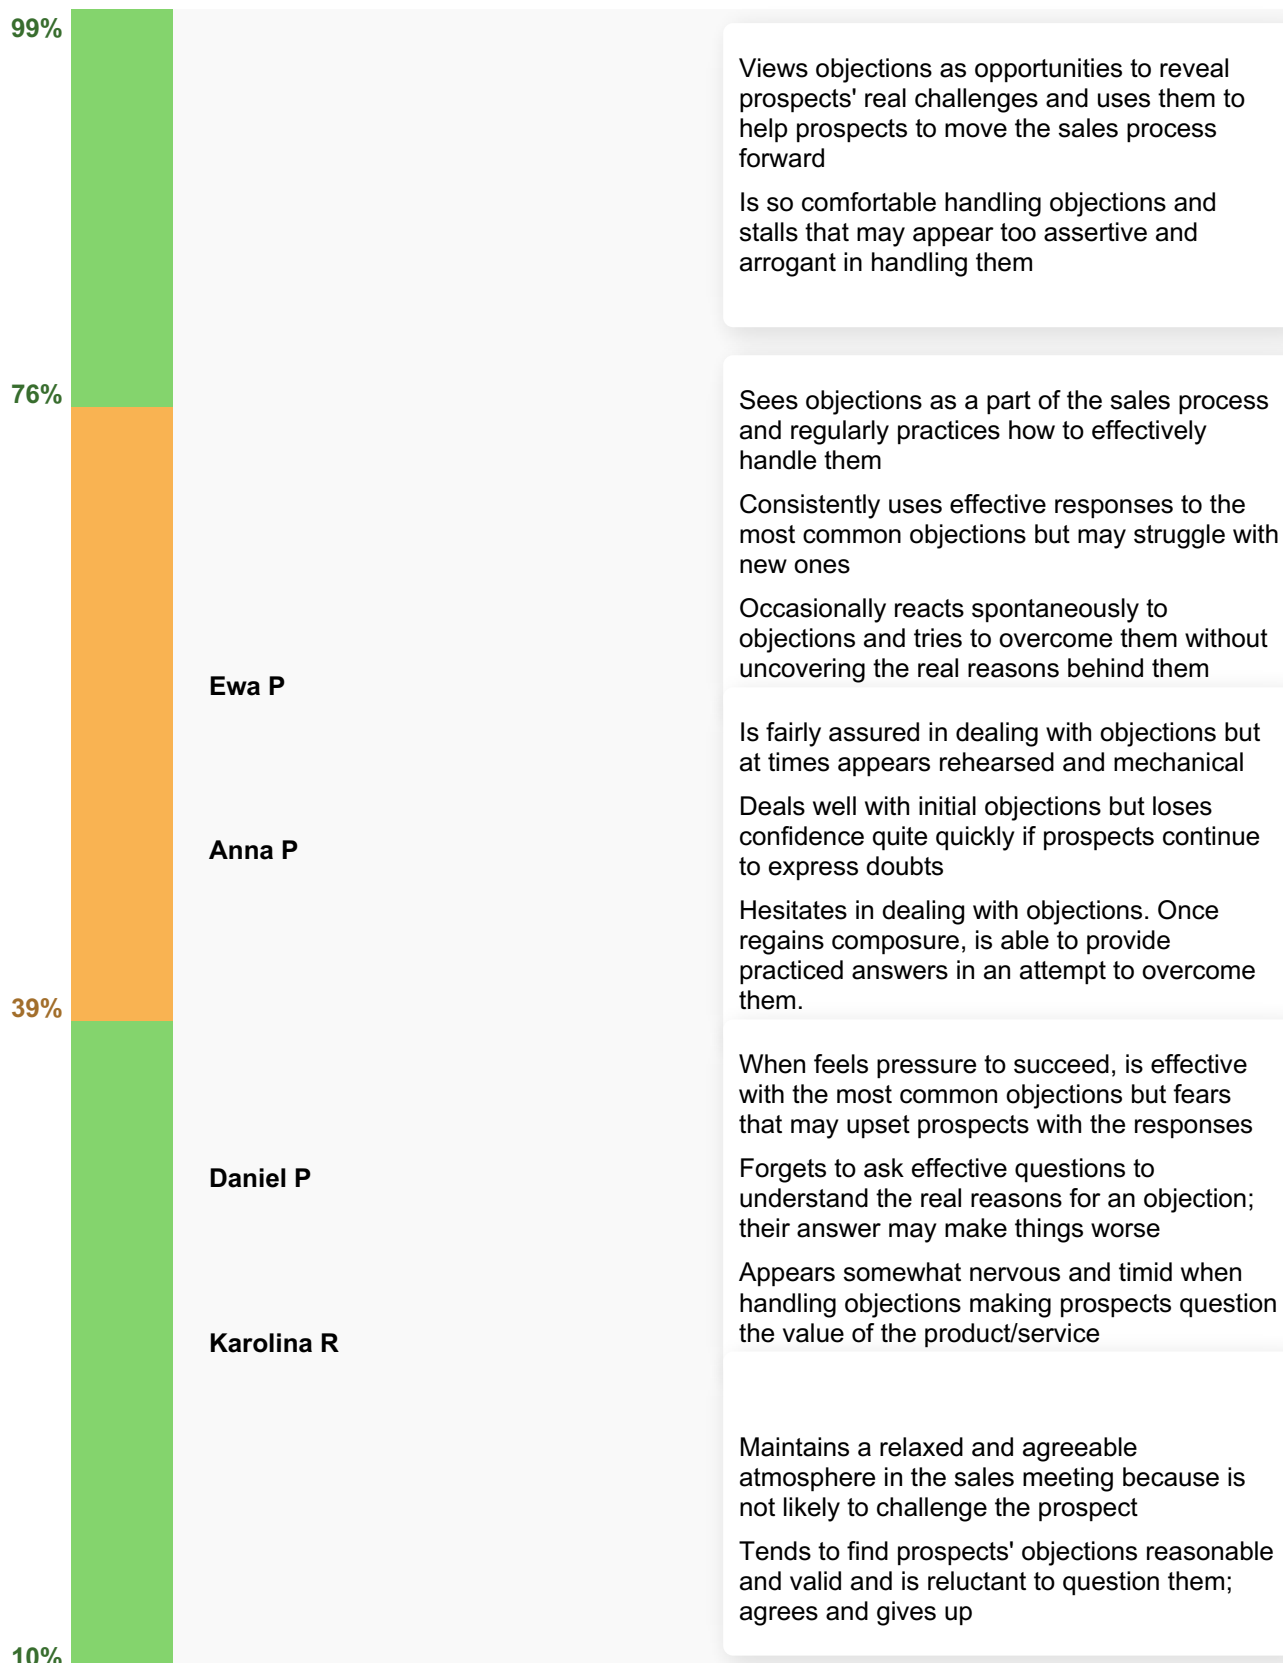 99%
Views objections as opportunities to reveal
prospects' real challenges and uses them to
help prospects to move the sales process
forward
Is so comfortable handling objections and
stalls that may appear too assertive and
arrogant in handling them
76%
Sees objections as a part of the sales process
and regularly practices how to effectively
handle them
Consistently uses effective responses to the
most common objections but may struggle with
new ones
Occasionally reacts spontaneously to
objections and tries to overcome them without
uncovering the real reasons behind them
Ewa P
Is fairly assured in dealing with objections but
at times appears rehearsed and mechanical
Deals well with initial objections but loses
confidence quite quickly if prospects continue
to express doubts
Anna P
Hesitates in dealing with objections. Once
regains composure, is able to provide
practiced answers in an attempt to overcome
them.
39%
When feels pressure to succeed, is effective
with the most common objections but fears
that may upset prospects with the responses
Forgets to ask effective questions to
understand the real reasons for an objection;
their answer may make things worse
Daniel P
Appears somewhat nervous and timid when
handling objections making prospects question
the value of the product/service
Karolina R
Maintains a relaxed and agreeable
atmosphere in the sales meeting because is
not likely to challenge the prospect
Tends to find prospects' objections reasonable
and valid and is reluctant to question them;
agrees and gives up
10%